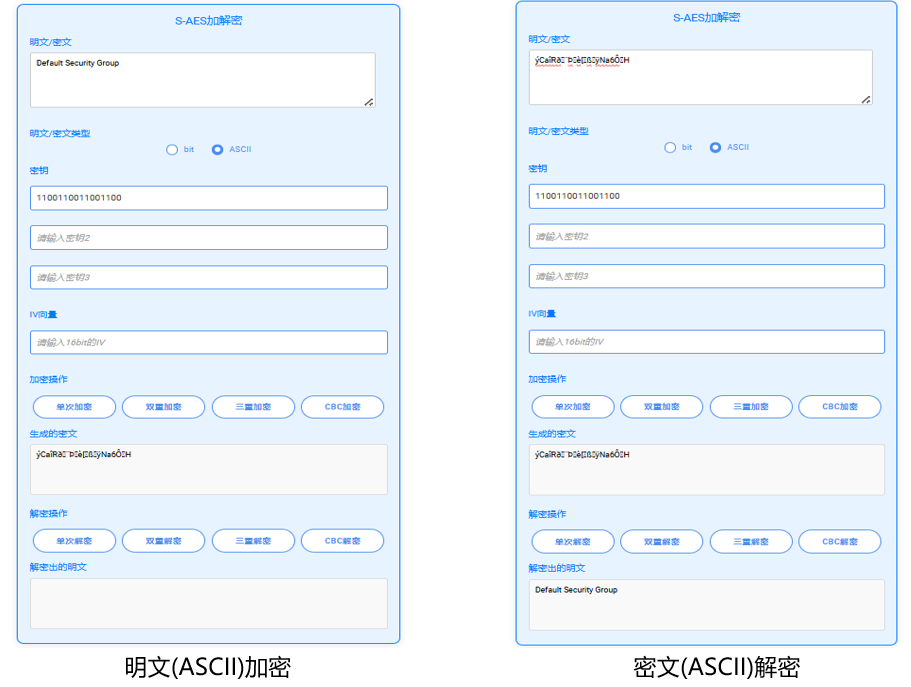 S-AES加解密
明文/密文
Default Security Group
明文/密文类型
bit ASCII
密钥
1100110011001100
请输入密钥2
请输入密钥3
IV向量
请输入16bit的IV
加密操作
单次加密 双重加密 三重加密 CBC加密
生成的密文
解密操作
单次解密 双重解密 三重解密 CBC解密
解密出的明文
明文(ASCII)加密
S-AES加解密
明文/密文
明文/密文类型
bit ASCII
密钥
1100110011001100
请输入密钥2
请输入密钥3
IV向量
请输入16bit的IV
加密操作
单次加密 双重加密 三重加密 CBC加密
生成的密文
解密操作
单次解密 双重解密 三重解密 CBC解密
解密出的明文
Default Security Group
密文(ASCII)解密